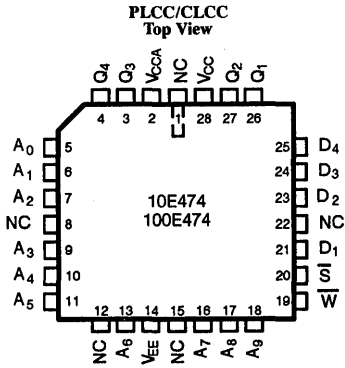 PLCC/CLCC
Top View
Q4 Q3 VCCA NC VCC Q2 Q1
4 3 2 1 28 27 26
A0 5 25 D4
A1 6 24 D3
A2 7 23 D2
NC 8 22 NC
A3 9 21 D1
A4 10 20 S̅
A5 11 19 W̅
10E474
100E474
12 13 14 15 16 17 18
NC A6 VEE NC A7 A8 A9